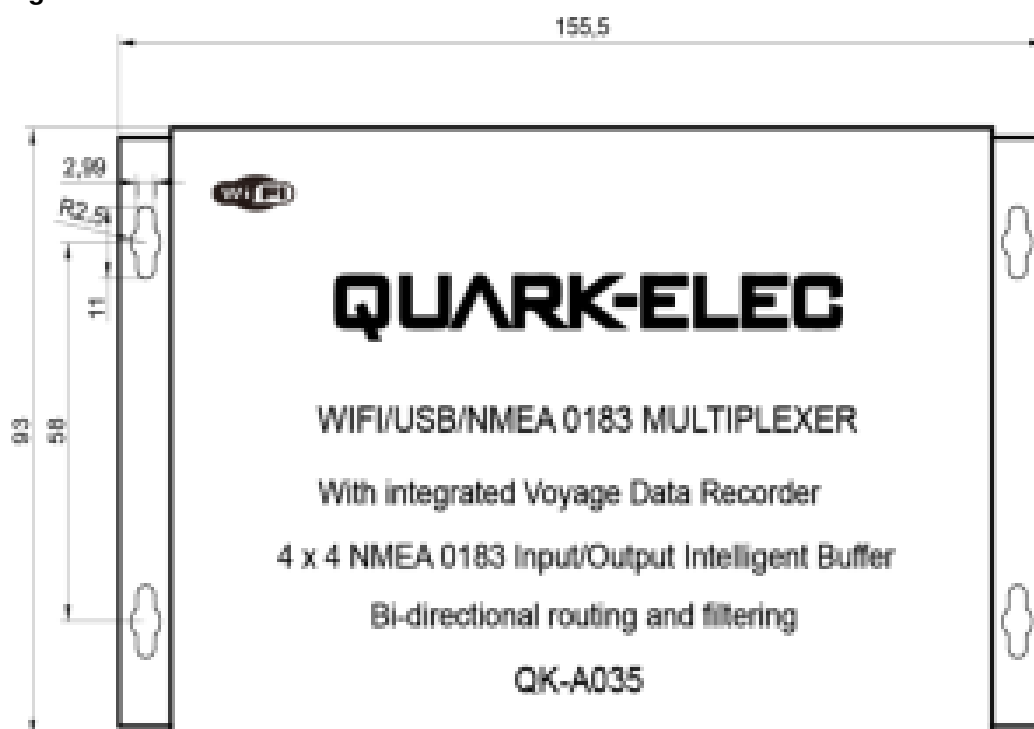 g
155,5
2,99
WiFi
R2,5
11
93
58
QUARK-ELEC
WIFI/USB/NMEA 0183 MULTIPLEXER
With integrated Voyage Data Recorder
4 x 4 NMEA 0183 Input/Output Intelligent Buffer
Bi-directional routing and filtering
QK-A035